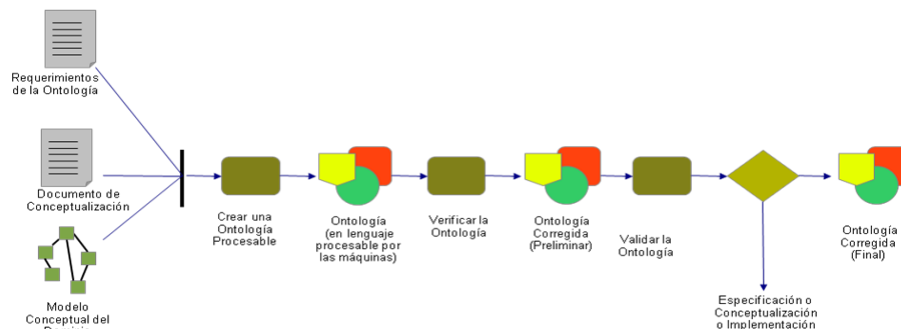 Requerimientos
de la Ontología
Documento de
Conceptualización
Modelo
Conceptual del
Dominio
Crear una
Ontología
Procesable
Ontología
(en lenguaje
procesable por
las máquinas)
Verificar la
Ontología
Ontología
Corregida
(Preliminar)
Validar la
Ontología
Especificación o
Conceptualización
o Implementación
Ontología
Corregida
(Final)